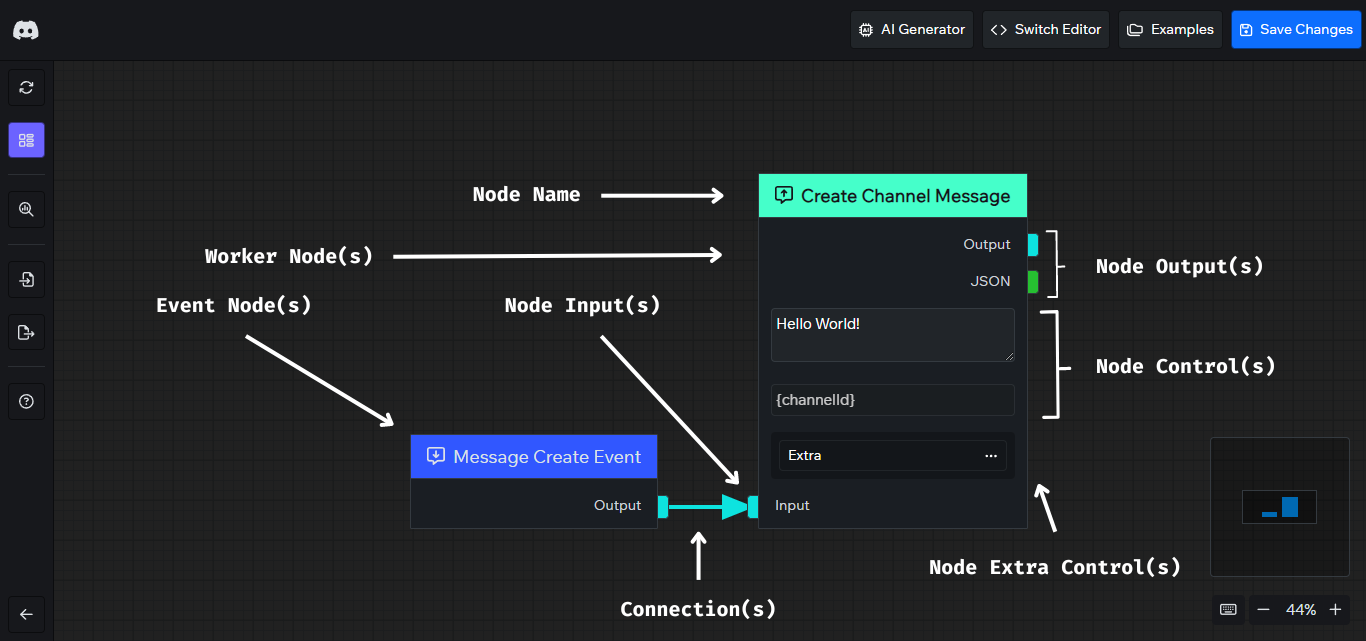 AI Generator
Switch Editor
Examples
Save Changes
Node Name
Create Channel Message
Worker Node(s)
Output
Node Output(s)
JSON
Event Node(s)
Node Input(s)
Hello World!
Node Control(s)
{channelId}
Message Create Event
Extra
Output
Input
Node Extra Control(s)
Connection(s)
44%